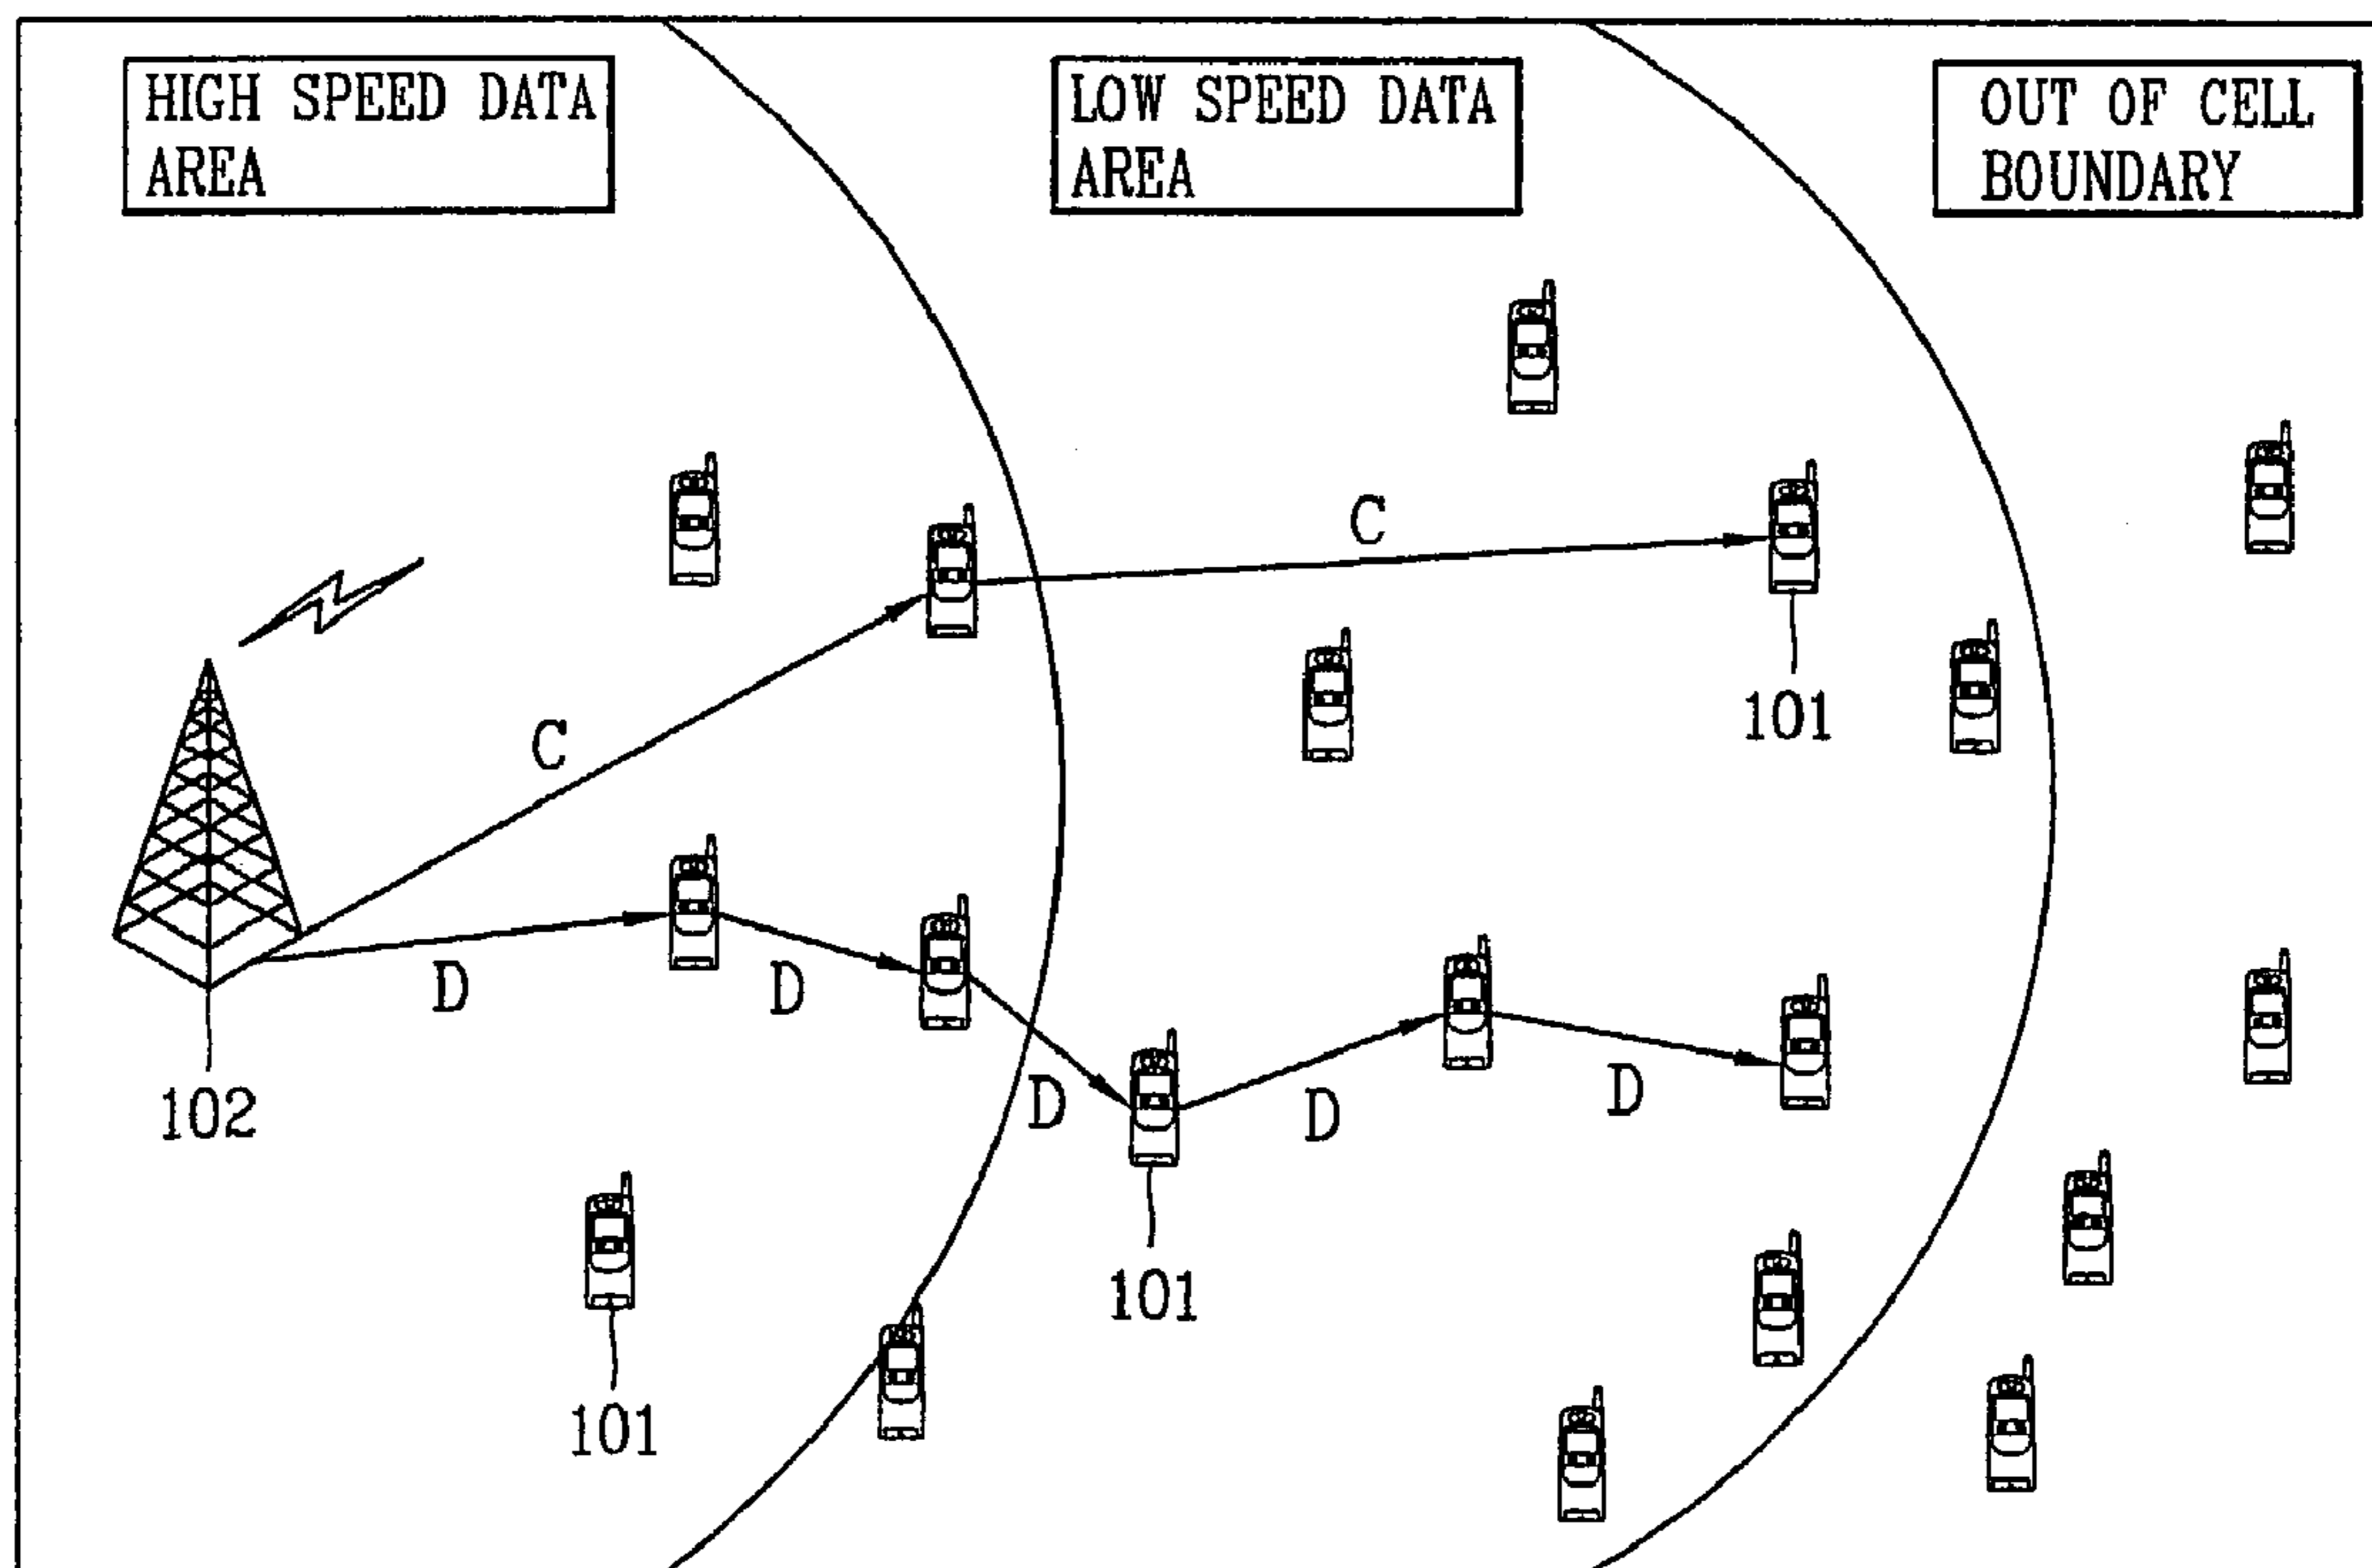 HIGH SPEED DATA
AREA
LOW SPEED DATA
AREA
OUT OF CELL
BOUNDARY
C
C
101
D
D
D
D
D
102
101
101